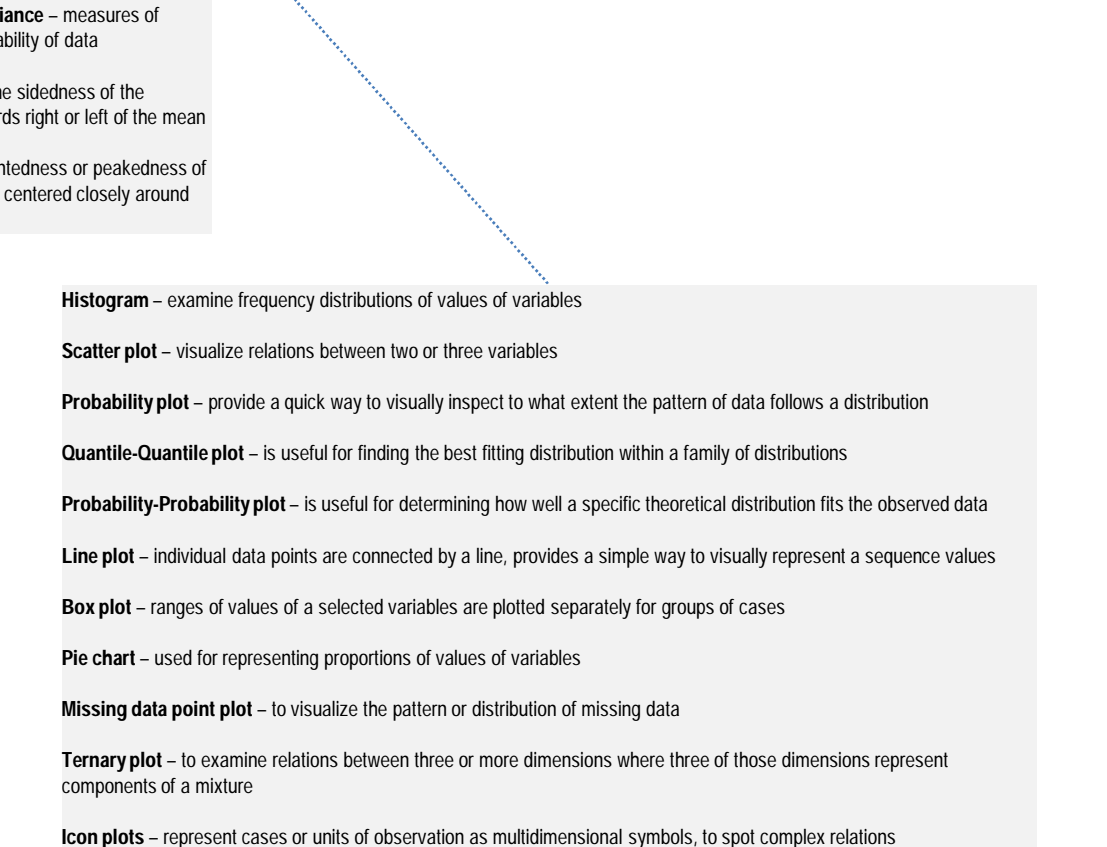 iance – measures of
ability of data
ne sidedness of the
rds right or left of the mean
ntedness or peakedness of
centered closely around
Histogram – examine frequency distributions of values of variables
Scatter plot – visualize relations between two or three variables
Probability plot – provide a quick way to visually inspect to what extent the pattern of data follows a distribution
Quantile-Quantile plot – is useful for finding the best fitting distribution within a family of distributions
Probability-Probability plot – is useful for determining how well a specific theoretical distribution fits the observed data
Line plot – individual data points are connected by a line, provides a simple way to visually represent a sequence values
Box plot – ranges of values of a selected variables are plotted separately for groups of cases
Pie chart – used for representing proportions of values of variables
Missing data point plot – to visualize the pattern or distribution of missing data
Ternary plot – to examine relations between three or more dimensions where three of those dimensions represent
components of a mixture
Icon plots – represent cases or units of observation as multidimensional symbols, to spot complex relations